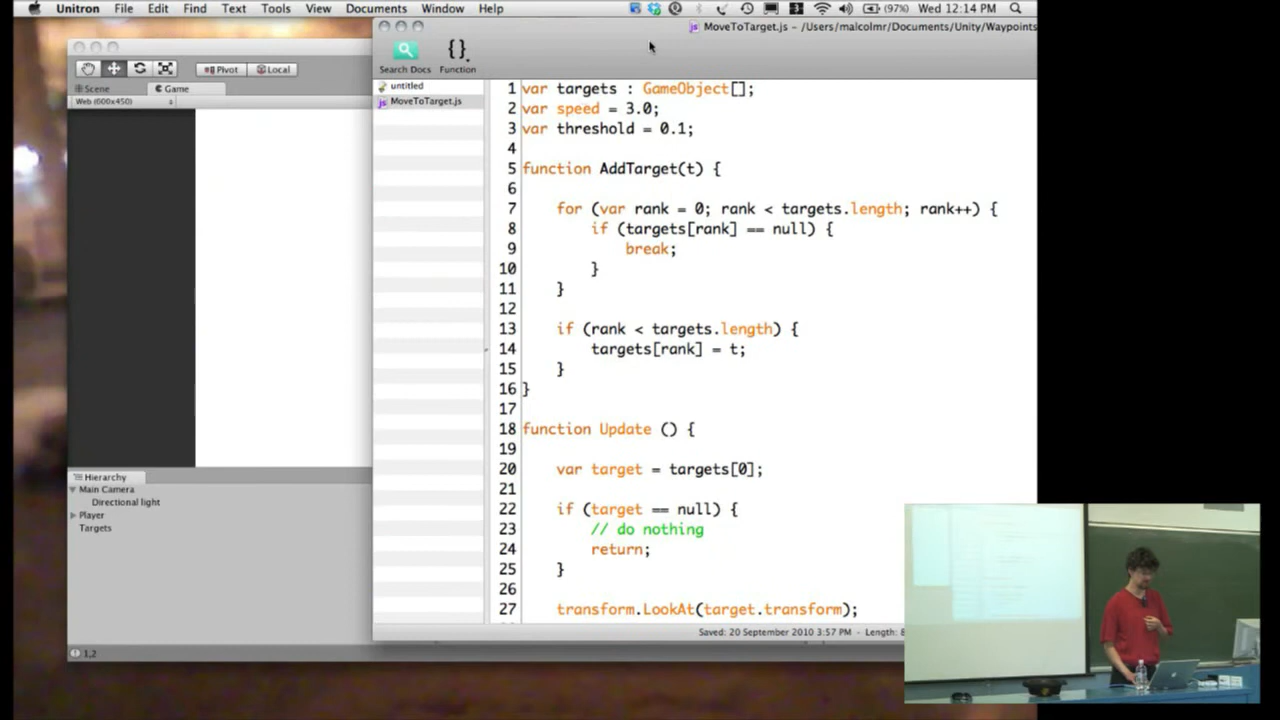 Unitron File Edit Find Text Tools View Documents Window Help (97%) Wed 12:14 PM
MoveToTarget.js – /Users/malcolmr/Documents/Unity/Waypoints
Search Docs Function
Pivot Local
Scene Game
Web (600x450)
untitled
MoveToTarget.js
1 var targets : GameObject[];
2 var speed = 3.0;
3 var threshold = 0.1;
4
5 function AddTarget(t) {
6
7 for (var rank = 0; rank < targets.length; rank++) {
8 if (targets[rank] == null) {
9 break;
10 }
11 }
12
13 if (rank < targets.length) {
14 targets[rank] = t;
15 }
16 }
17
18 function Update () {
19
20 var target = targets[0];
21
22 if (target == null) {
23 // do nothing
24 return;
25 }
26
27 transform.LookAt(target.transform);
Hierarchy
Main Camera
Directional light
Player
Targets
Saved: 20 September 2010 3:57 PM Length: 8
1,2